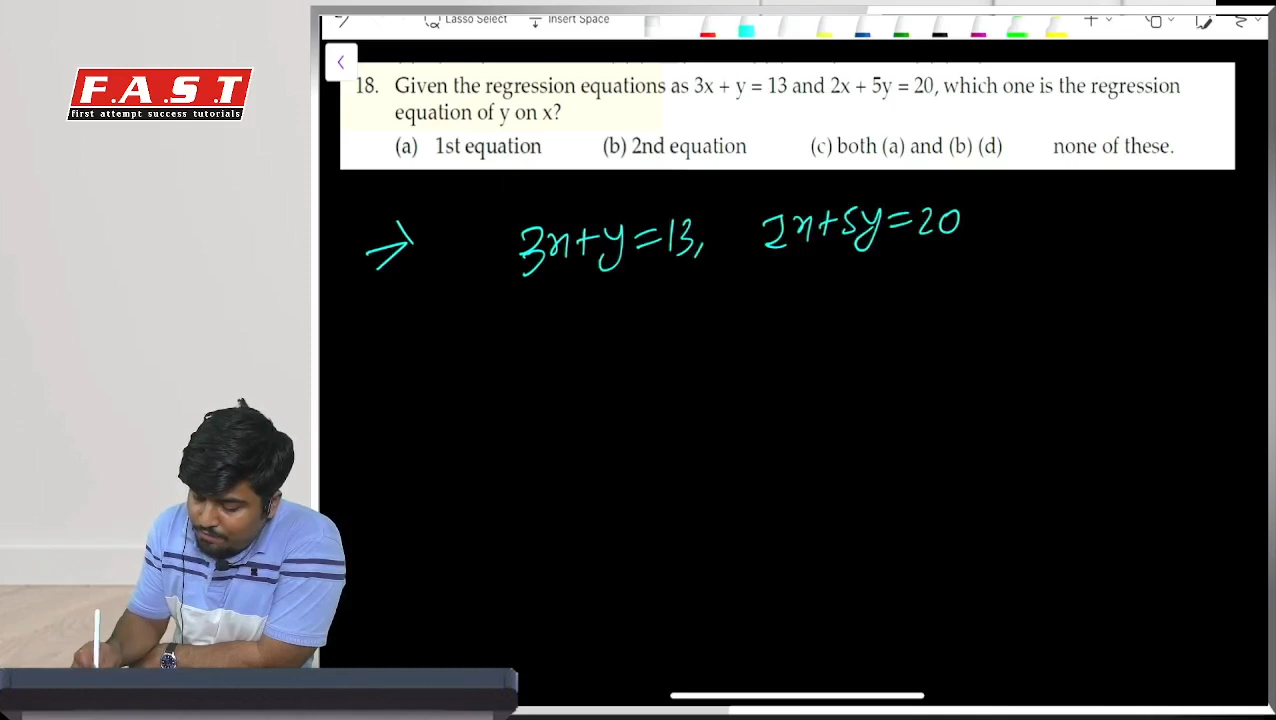 Lasso Select Insert Space
F.A.S.T
first attempt success tutorials
18. Given the regression equations as 3x + y = 13 and 2x + 5y = 20, which one is the regression
equation of y on x?
(a) 1st equation (b) 2nd equation (c) both (a) and (b) (d) none of these.
⇒ 3x+y=13, 2x+5y=20